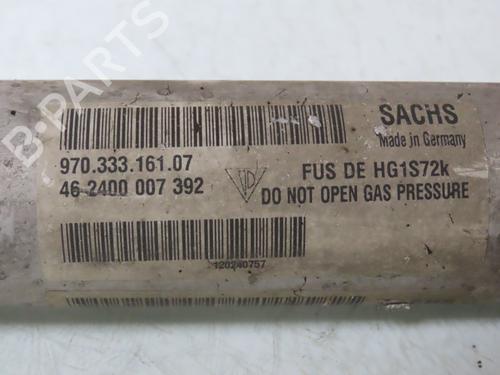 B-PARTS
SACHS
Made in Germany
970.333.161.07
46 2400 007 392
FUS DE HG1S72k
DO NOT OPEN GAS PRESSURE
120240757